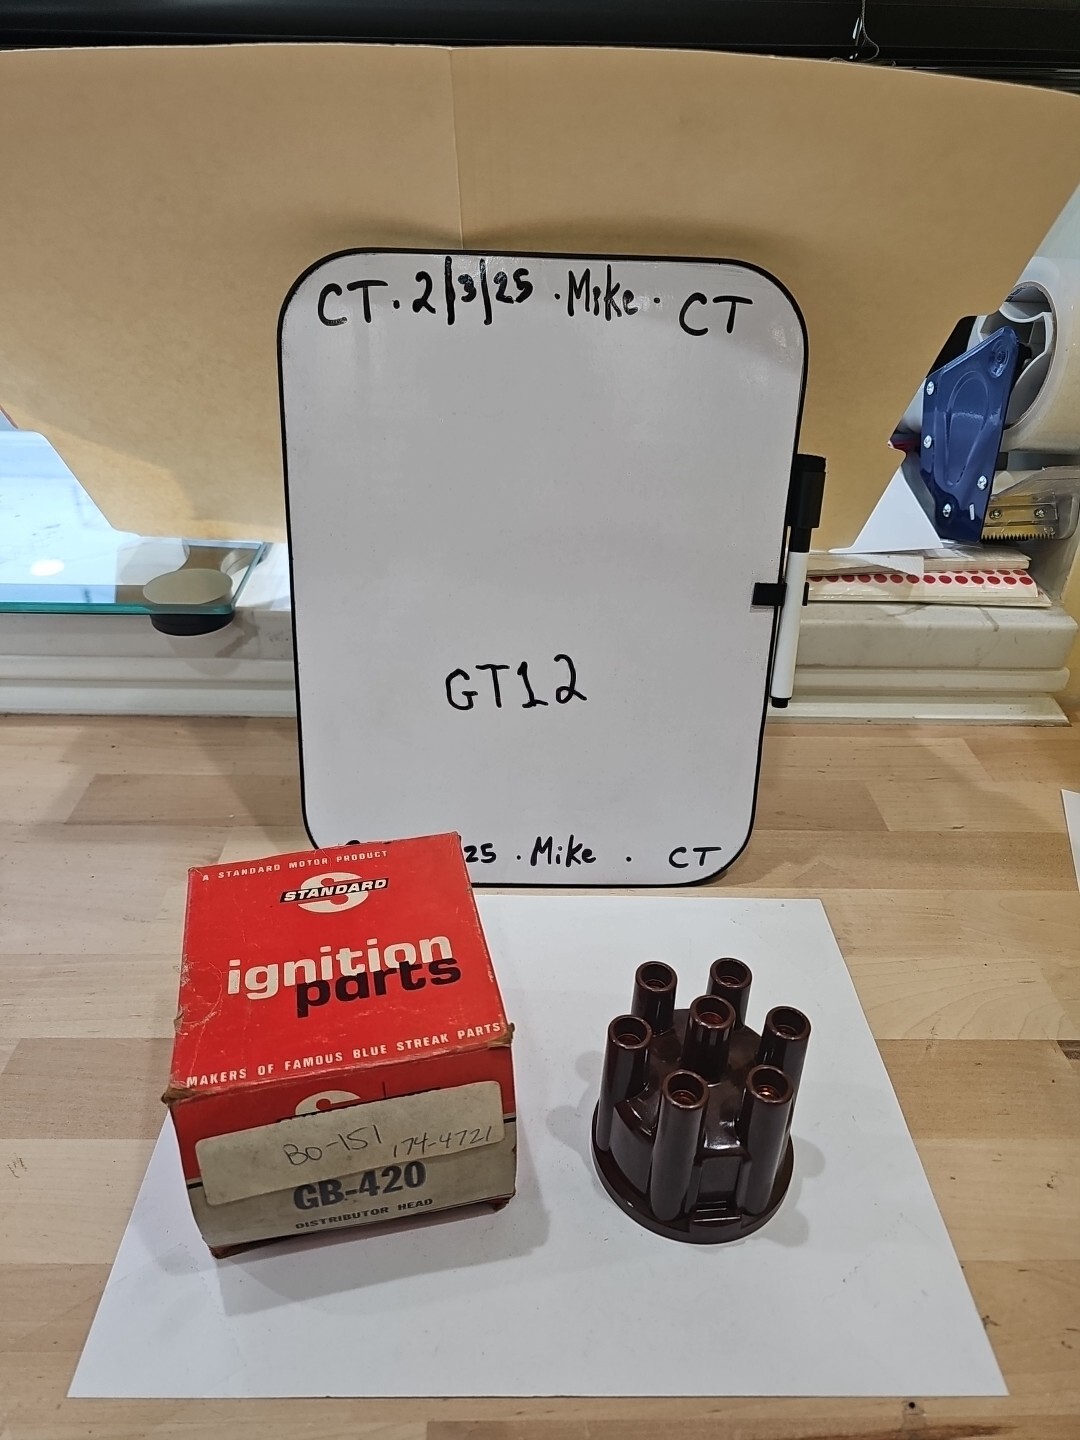 CT. 2/3/25 . Mike . CT
GT12
25 . Mike . CT
A STANDARD MOTOR PRODUCT
STANDARD
ignition
parts
MAKERS OF FAMOUS BLUE STREAK PARTS
BO-151 174-4721
GB-420
DISTRIBUTOR HEAD